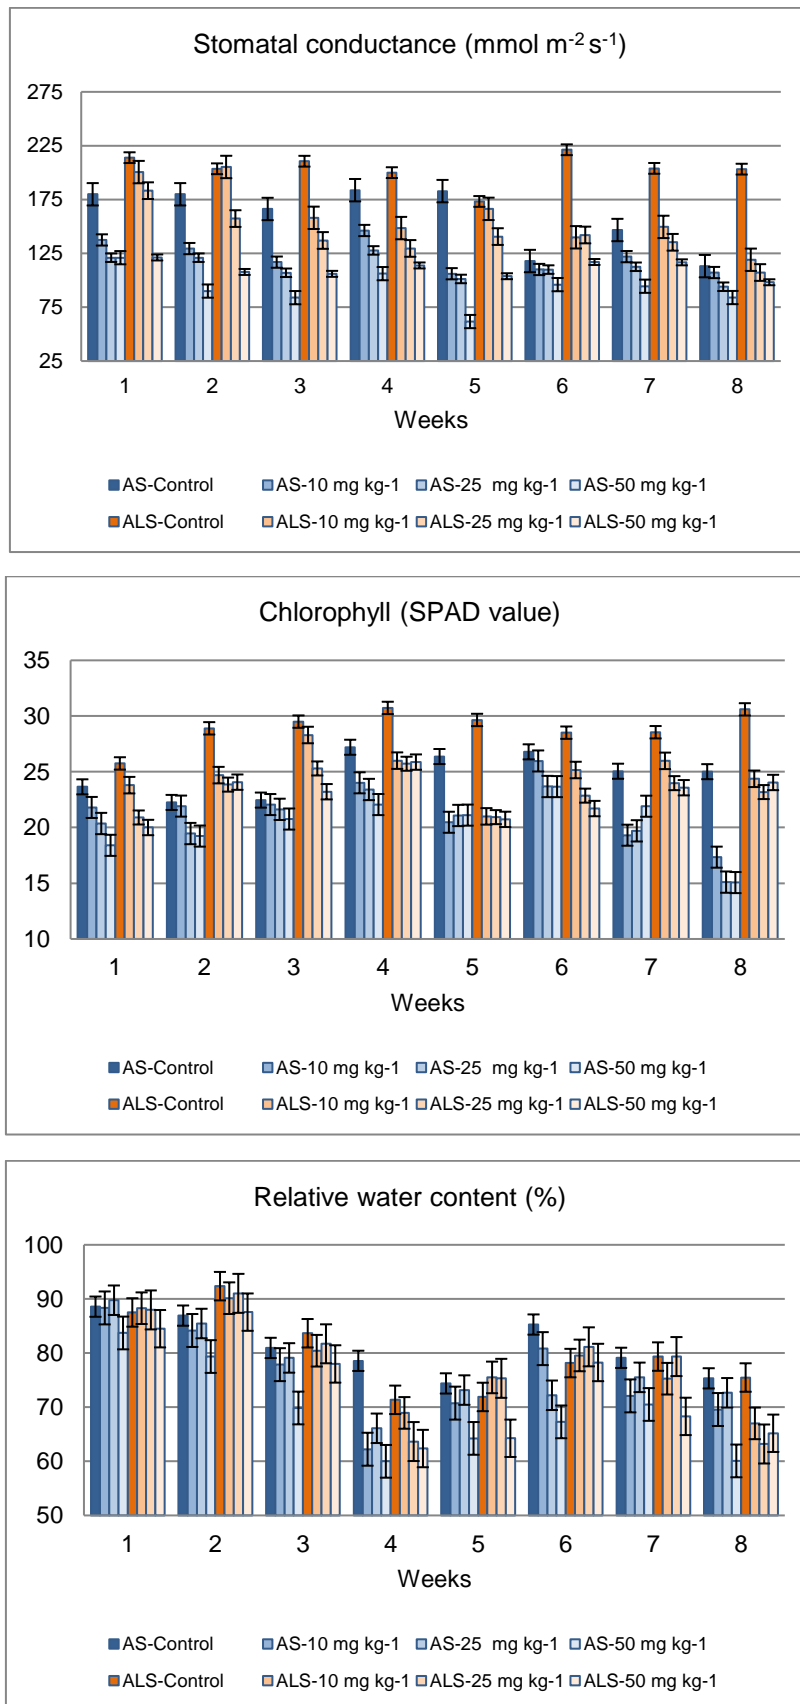 Stomatal conductance (mmol m⁻² s⁻¹)
275
225
175
125
75
25
1 2 3 4 5 6 7 8
Weeks
AS-Control AS-10 mg kg-1 AS-25 mg kg-1 AS-50 mg kg-1
ALS-Control ALS-10 mg kg-1 ALS-25 mg kg-1 ALS-50 mg kg-1
Chlorophyll (SPAD value)
35
30
25
20
15
10
1 2 3 4 5 6 7 8
Weeks
AS-Control AS-10 mg kg-1 AS-25 mg kg-1 AS-50 mg kg-1
ALS-Control ALS-10 mg kg-1 ALS-25 mg kg-1 ALS-50 mg kg-1
Relative water content (%)
100
90
80
70
60
50
1 2 3 4 5 6 7 8
Weeks
AS-Control AS-10 mg kg-1 AS-25 mg kg-1 AS-50 mg kg-1
ALS-Control ALS-10 mg kg-1 ALS-25 mg kg-1 ALS-50 mg kg-1